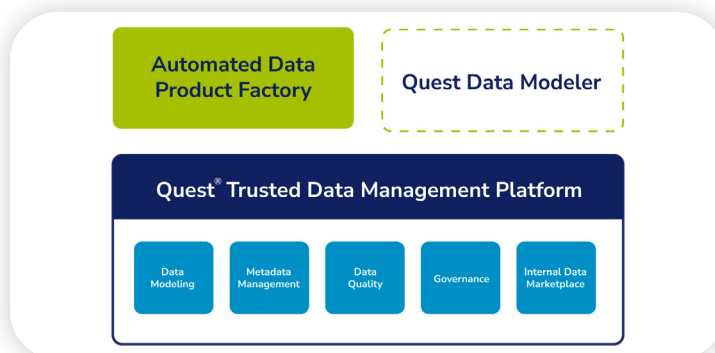 Automated Data
Product Factory
Quest Data Modeler
Quest® Trusted Data Management Platform
Data
Modeling
Metadata
Management
Data
Quality
Governance
Internal Data
Marketplace